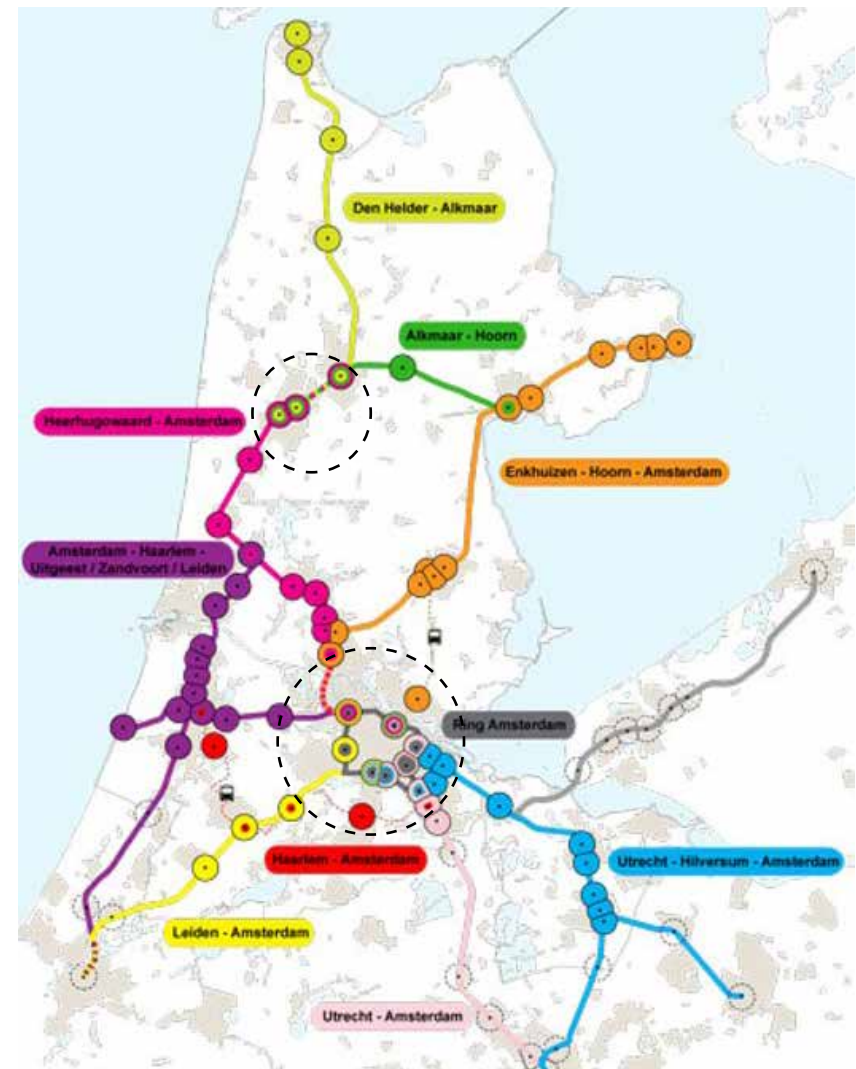 Den Helder - Alkmaar
Alkmaar - Hoorn
Heerhugowaard - Amsterdam
Enkhuizen - Hoorn - Amsterdam
Amsterdam - Haarlem -
Uitgeest / Zandvoort / Leiden
Ring Amsterdam
Haarlem - Amsterdam
Utrecht - Hilversum - Amsterdam
Leiden - Amsterdam
Utrecht - Amsterdam